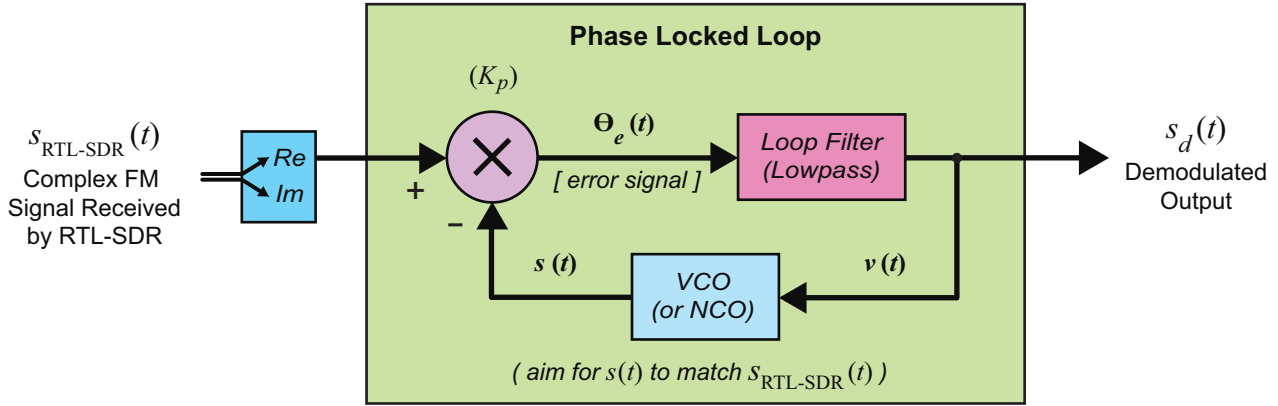 Phase Locked Loop
(K_p)
s_RTL-SDR(t)
Complex FM
Signal Received
by RTL-SDR
Re
Im
+
−
Θ_e(t)
[ error signal ]
Loop Filter
(Lowpass)
s_d(t)
Demodulated
Output
s(t)
VCO
(or NCO)
v(t)
( aim for s(t) to match s_RTL-SDR(t) )